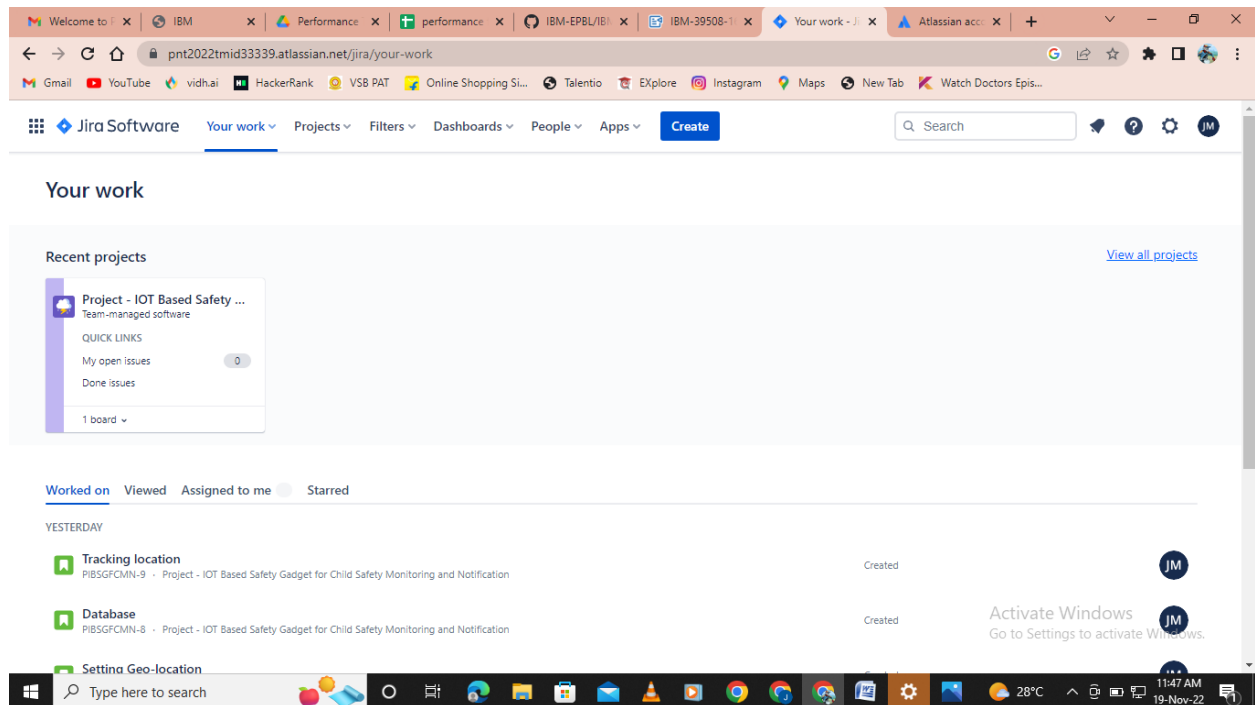 Welcome to F
IBM
Performance
performance
IBM-EPBL/IBM
IBM-39508-16
Your work - Ji
Atlassian acco
pnt2022tmid33339.atlassian.net/jira/your-work
Gmail
YouTube
vidh.ai
HackerRank
VSB PAT
Online Shopping Si...
Talentio
EXplore
Instagram
Maps
New Tab
Watch Doctors Epis...
Jira Software
Your work
Projects
Filters
Dashboards
People
Apps
Create
Search
JM
Your work
Recent projects
View all projects
Project - IOT Based Safety ...
Team-managed software
QUICK LINKS
My open issues 0
Done issues
1 board
Worked on
Viewed
Assigned to me
Starred
YESTERDAY
Tracking location
PIBSGFCMN-9 · Project - IOT Based Safety Gadget for Child Safety Monitoring and Notification
Created
JM
Database
PIBSGFCMN-8 · Project - IOT Based Safety Gadget for Child Safety Monitoring and Notification
Created
JM
Activate Windows
Go to Settings to activate Windows.
Setting Geo-location
Type here to search
28°C
11:47 AM
19-Nov-22
1